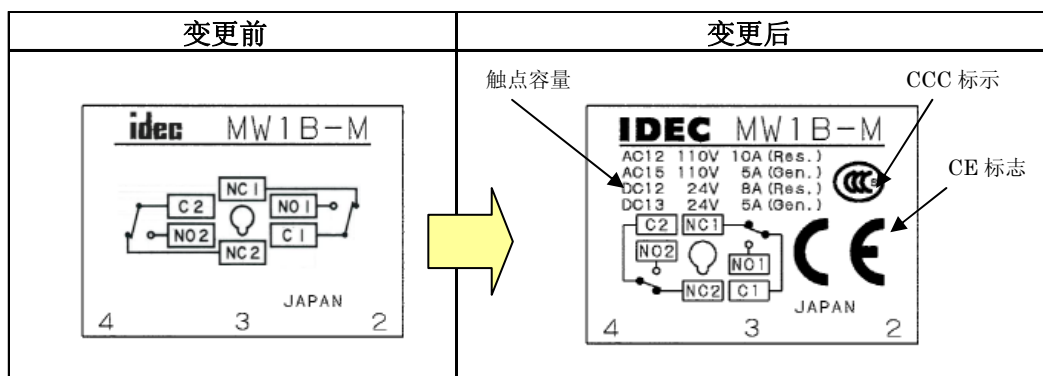 变更前
变更后
触点容量
CCC 标示
CE 标志
idec MW1B-M
NC1
C2
NO1
NO2
C1
NC2
JAPAN
4 3 2
IDEC MW1B-M
AC12 110V 10A (Res.)
AC15 110V 5A (Gen.)
DC12 24V 8A (Res.)
DC13 24V 5A (Gen.)
CCC
C2 NC1
NO2
NO1
NC2 C1
CE
JAPAN
4 3 2